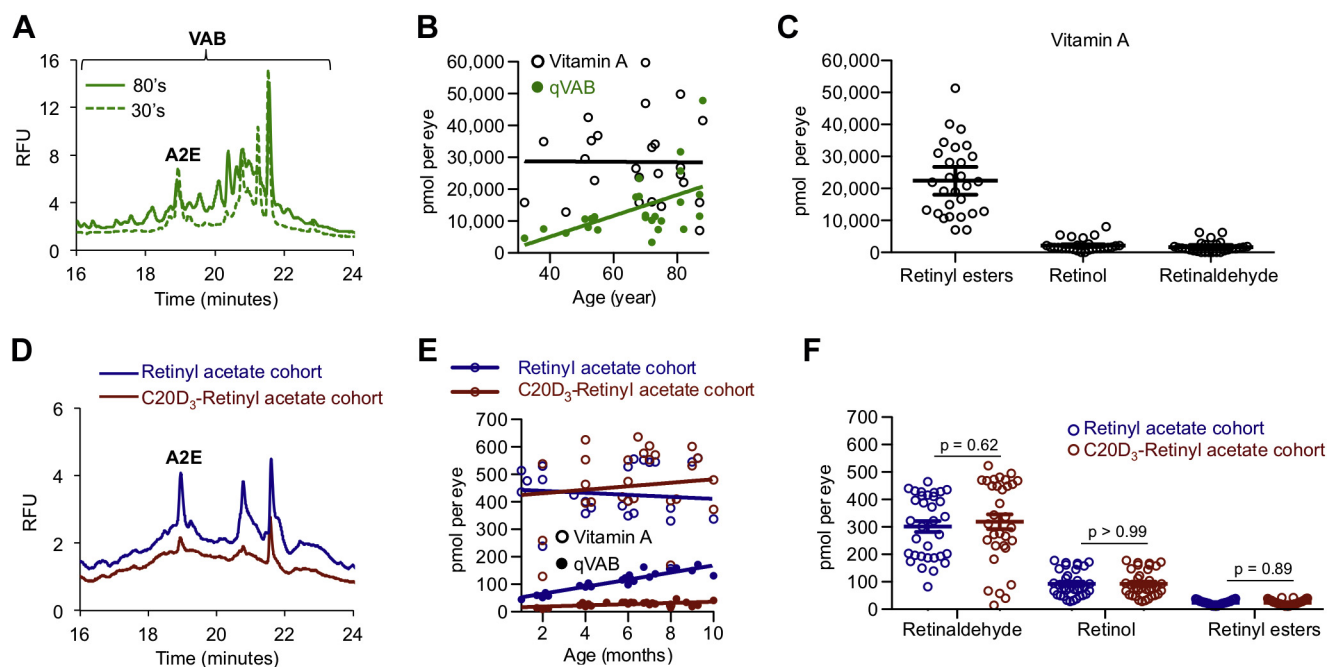 A
VAB
16
12
8
4
0
RFU
80's
30's
A2E
16 18 20 22 24
Time (minutes)
B
60,000
50,000
40,000
30,000
20,000
10,000
0
pmol per eye
Vitamin A
qVAB
40 60 80
Age (year)
C
Vitamin A
60,000
50,000
40,000
30,000
20,000
10,000
0
pmol per eye
Retinyl esters Retinol Retinaldehyde
D
Retinyl acetate cohort
C20D₃-Retinyl acetate cohort
6
4
2
0
RFU
A2E
16 18 20 22 24
Time (minutes)
E
Retinyl acetate cohort
C20D₃-Retinyl acetate cohort
700
600
500
400
300
200
100
0
pmol per eye
Vitamin A
qVAB
2 4 6 8 10
Age (months)
F
700
600
500
400
300
200
100
0
pmol per eye
Retinyl acetate cohort
C20D₃-Retinyl acetate cohort
p = 0.62
p > 0.99
p = 0.89
Retinaldehyde Retinol Retinyl esters